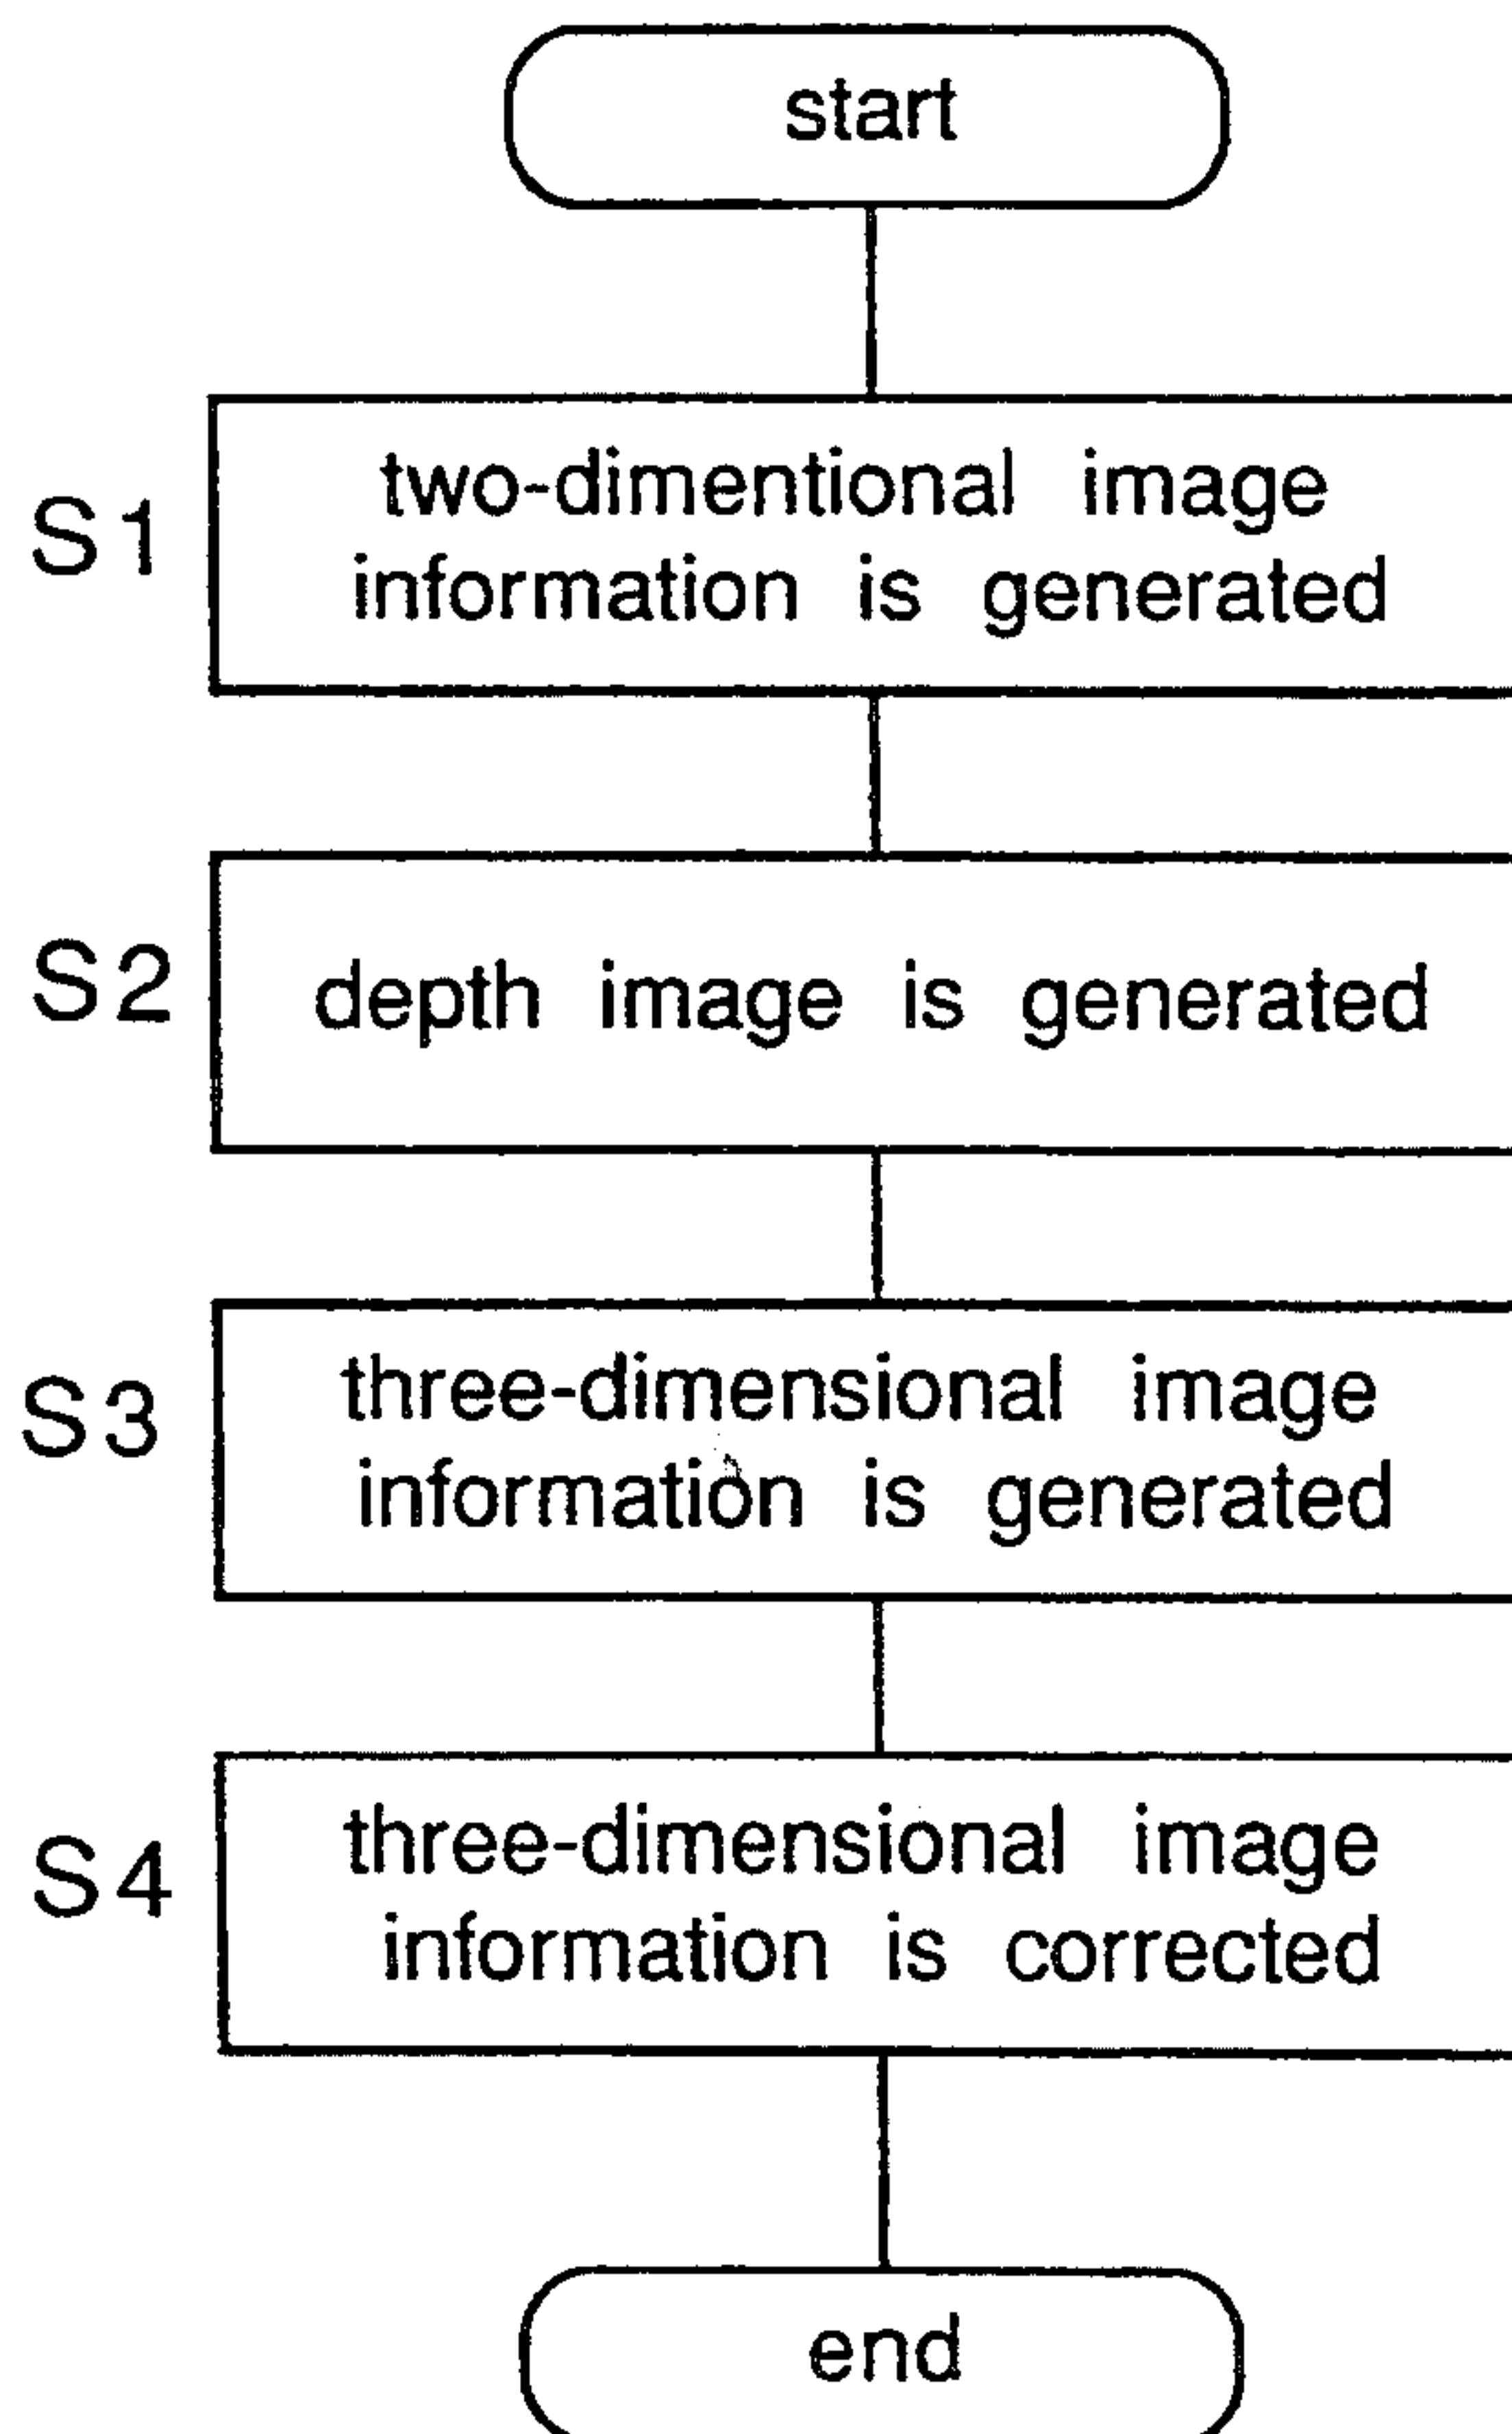 start
S1
two-dimentional image
information is generated
S2
depth image is generated
S3
three-dimensional image
information is generated
S4
three-dimensional image
information is corrected
end